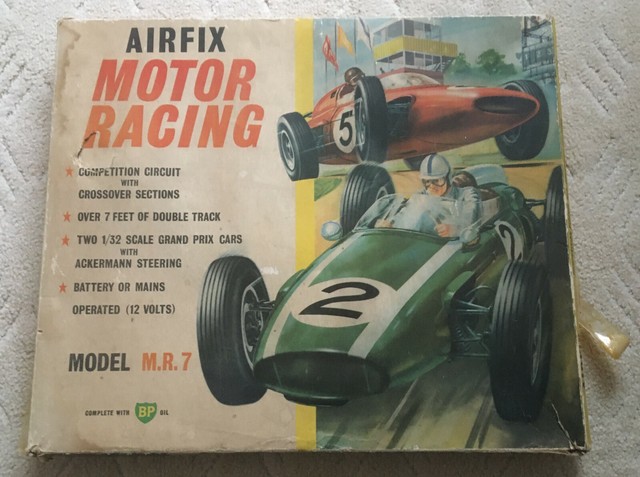 AIRFIX
MOTOR
RACING
COMPETITION CIRCUIT
WITH
CROSSOVER SECTIONS
OVER 7 FEET OF DOUBLE TRACK
TWO 1/32 SCALE GRAND PRIX CARS
WITH
ACKERMANN STEERING
BATTERY OR MAINS
OPERATED (12 VOLTS)
MODEL M.R.7
COMPLETE WITH BP OIL
5
2
2